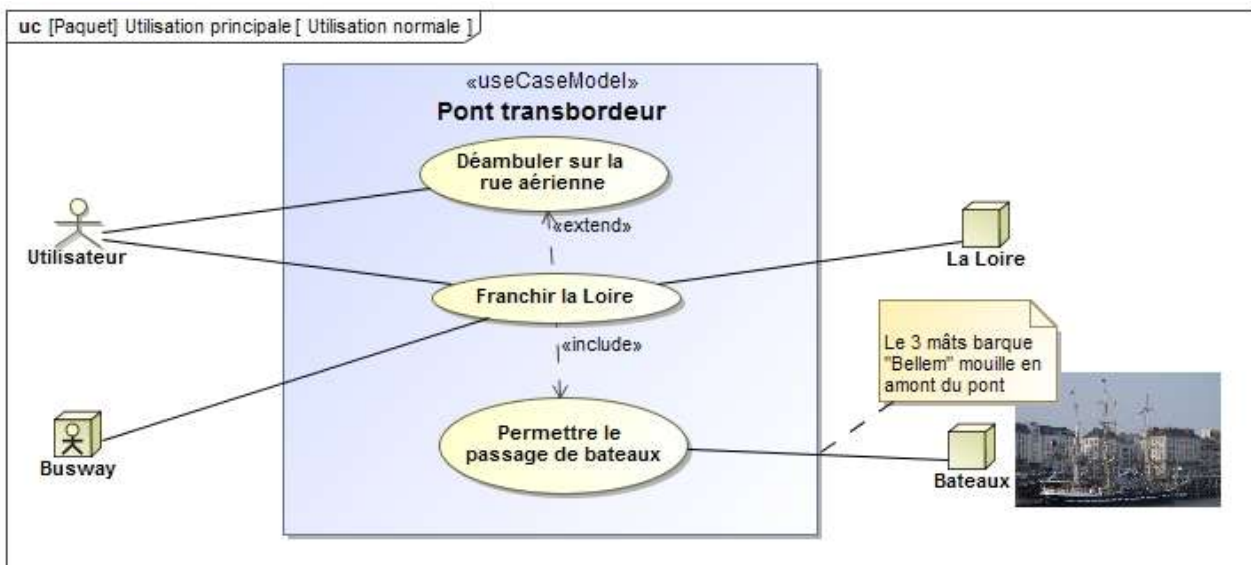 uc [Paquet] Utilisation principale [ Utilisation normale ]
«useCaseModel»
Pont transbordeur
Déambuler sur la
rue aérienne
Utilisateur
«extend»
La Loire
Franchir la Loire
«include»
Le 3 mâts barque
"Bellem" mouille en
amont du pont
Permettre le
passage de bateaux
Busway
Bateaux